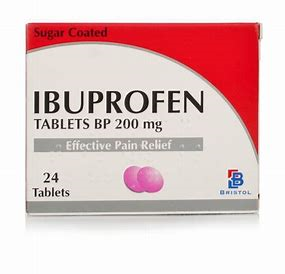 Sugar Coated
IBUPROFEN
TABLETS BP 200 mg
Effective Pain Relief
24
Tablets
BRISTOL